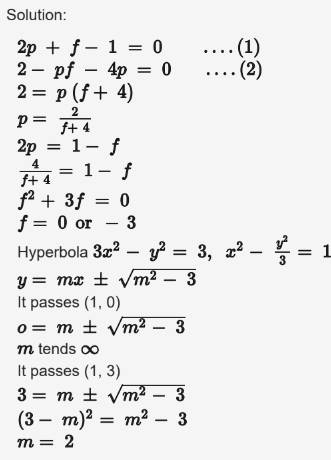 Solution:
2p + f − 1 = 0 ....(1)
2 − pf − 4p = 0 ....(2)
2 = p (f + 4)
p = 2/(f + 4)
2p = 1 − f
4/(f + 4) = 1 − f
f² + 3f = 0
f = 0 or − 3
Hyperbola 3x² − y² = 3, x² − y²/3 = 1
y = mx ± √(m² − 3)
It passes (1, 0)
o = m ± √(m² − 3)
m tends ∞
It passes (1, 3)
3 = m ± √(m² − 3)
(3 − m)² = m² − 3
m = 2